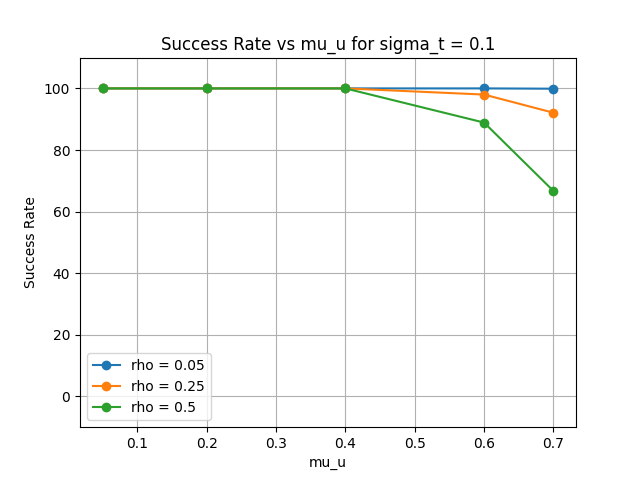 Success Rate vs mu_u for sigma_t = 0.1
Success Rate
100
80
60
40
20
0
rho = 0.05
rho = 0.25
rho = 0.5
0.1 0.2 0.3 0.4 0.5 0.6 0.7
mu_u